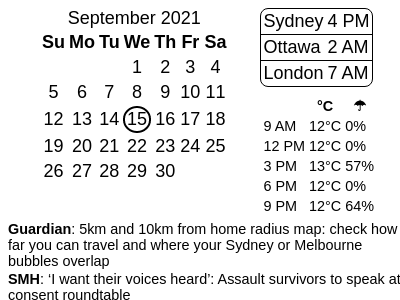 September 2021
Su Mo Tu We Th Fr Sa
1 2 3 4
5 6 7 8 9 10 11
12 13 14 15 16 17 18
19 20 21 22 23 24 25
26 27 28 29 30
Sydney 4 PM
Ottawa 2 AM
London 7 AM
°C ☂
9 AM 12°C 0%
12 PM 12°C 0%
3 PM 13°C 57%
6 PM 12°C 0%
9 PM 12°C 64%
Guardian: 5km and 10km from home radius map: check how
far you can travel and where your Sydney or Melbourne
bubbles overlap
SMH: ‘I want their voices heard’: Assault survivors to speak at
consent roundtable